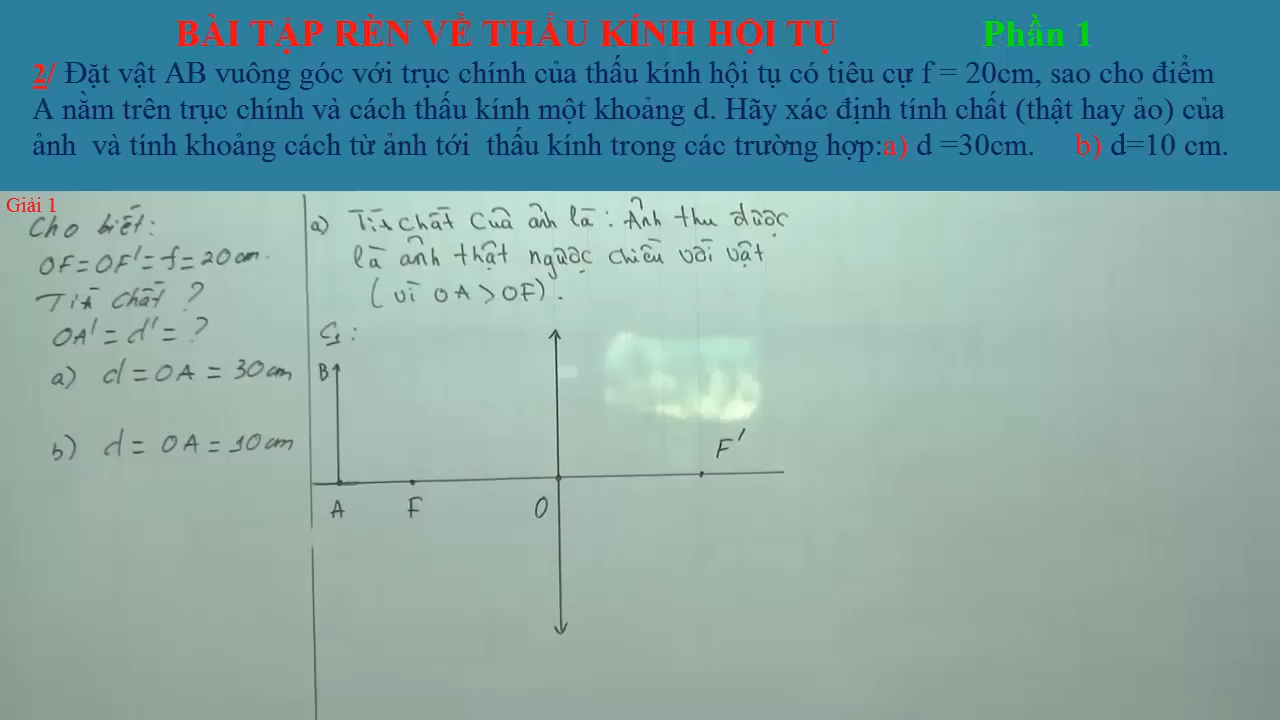 BÀI TẬP RÈN VỀ THẤU KÍNH HỘI TỤ Phần 1
2/ Đặt vật AB vuông góc với trục chính của thấu kính hội tụ có tiêu cự f = 20cm, sao cho điểm
A nằm trên trục chính và cách thấu kính một khoảng d. Hãy xác định tính chất (thật hay ảo) của
ảnh và tính khoảng cách từ ảnh tới thấu kính trong các trường hợp:a) d =30cm. b) d=10 cm.
Giải 1
Cho biết:
OF = OF' = f = 20cm.
Tính chất ?
OA' = d' = ?
a) d = OA = 30cm
b) d = OA = 10cm
a) Tính chất của ảnh là : Ảnh thu được
là ảnh thật ngược chiều với vật
( vì OA > OF ) .
C1 :
B
F'
A F O